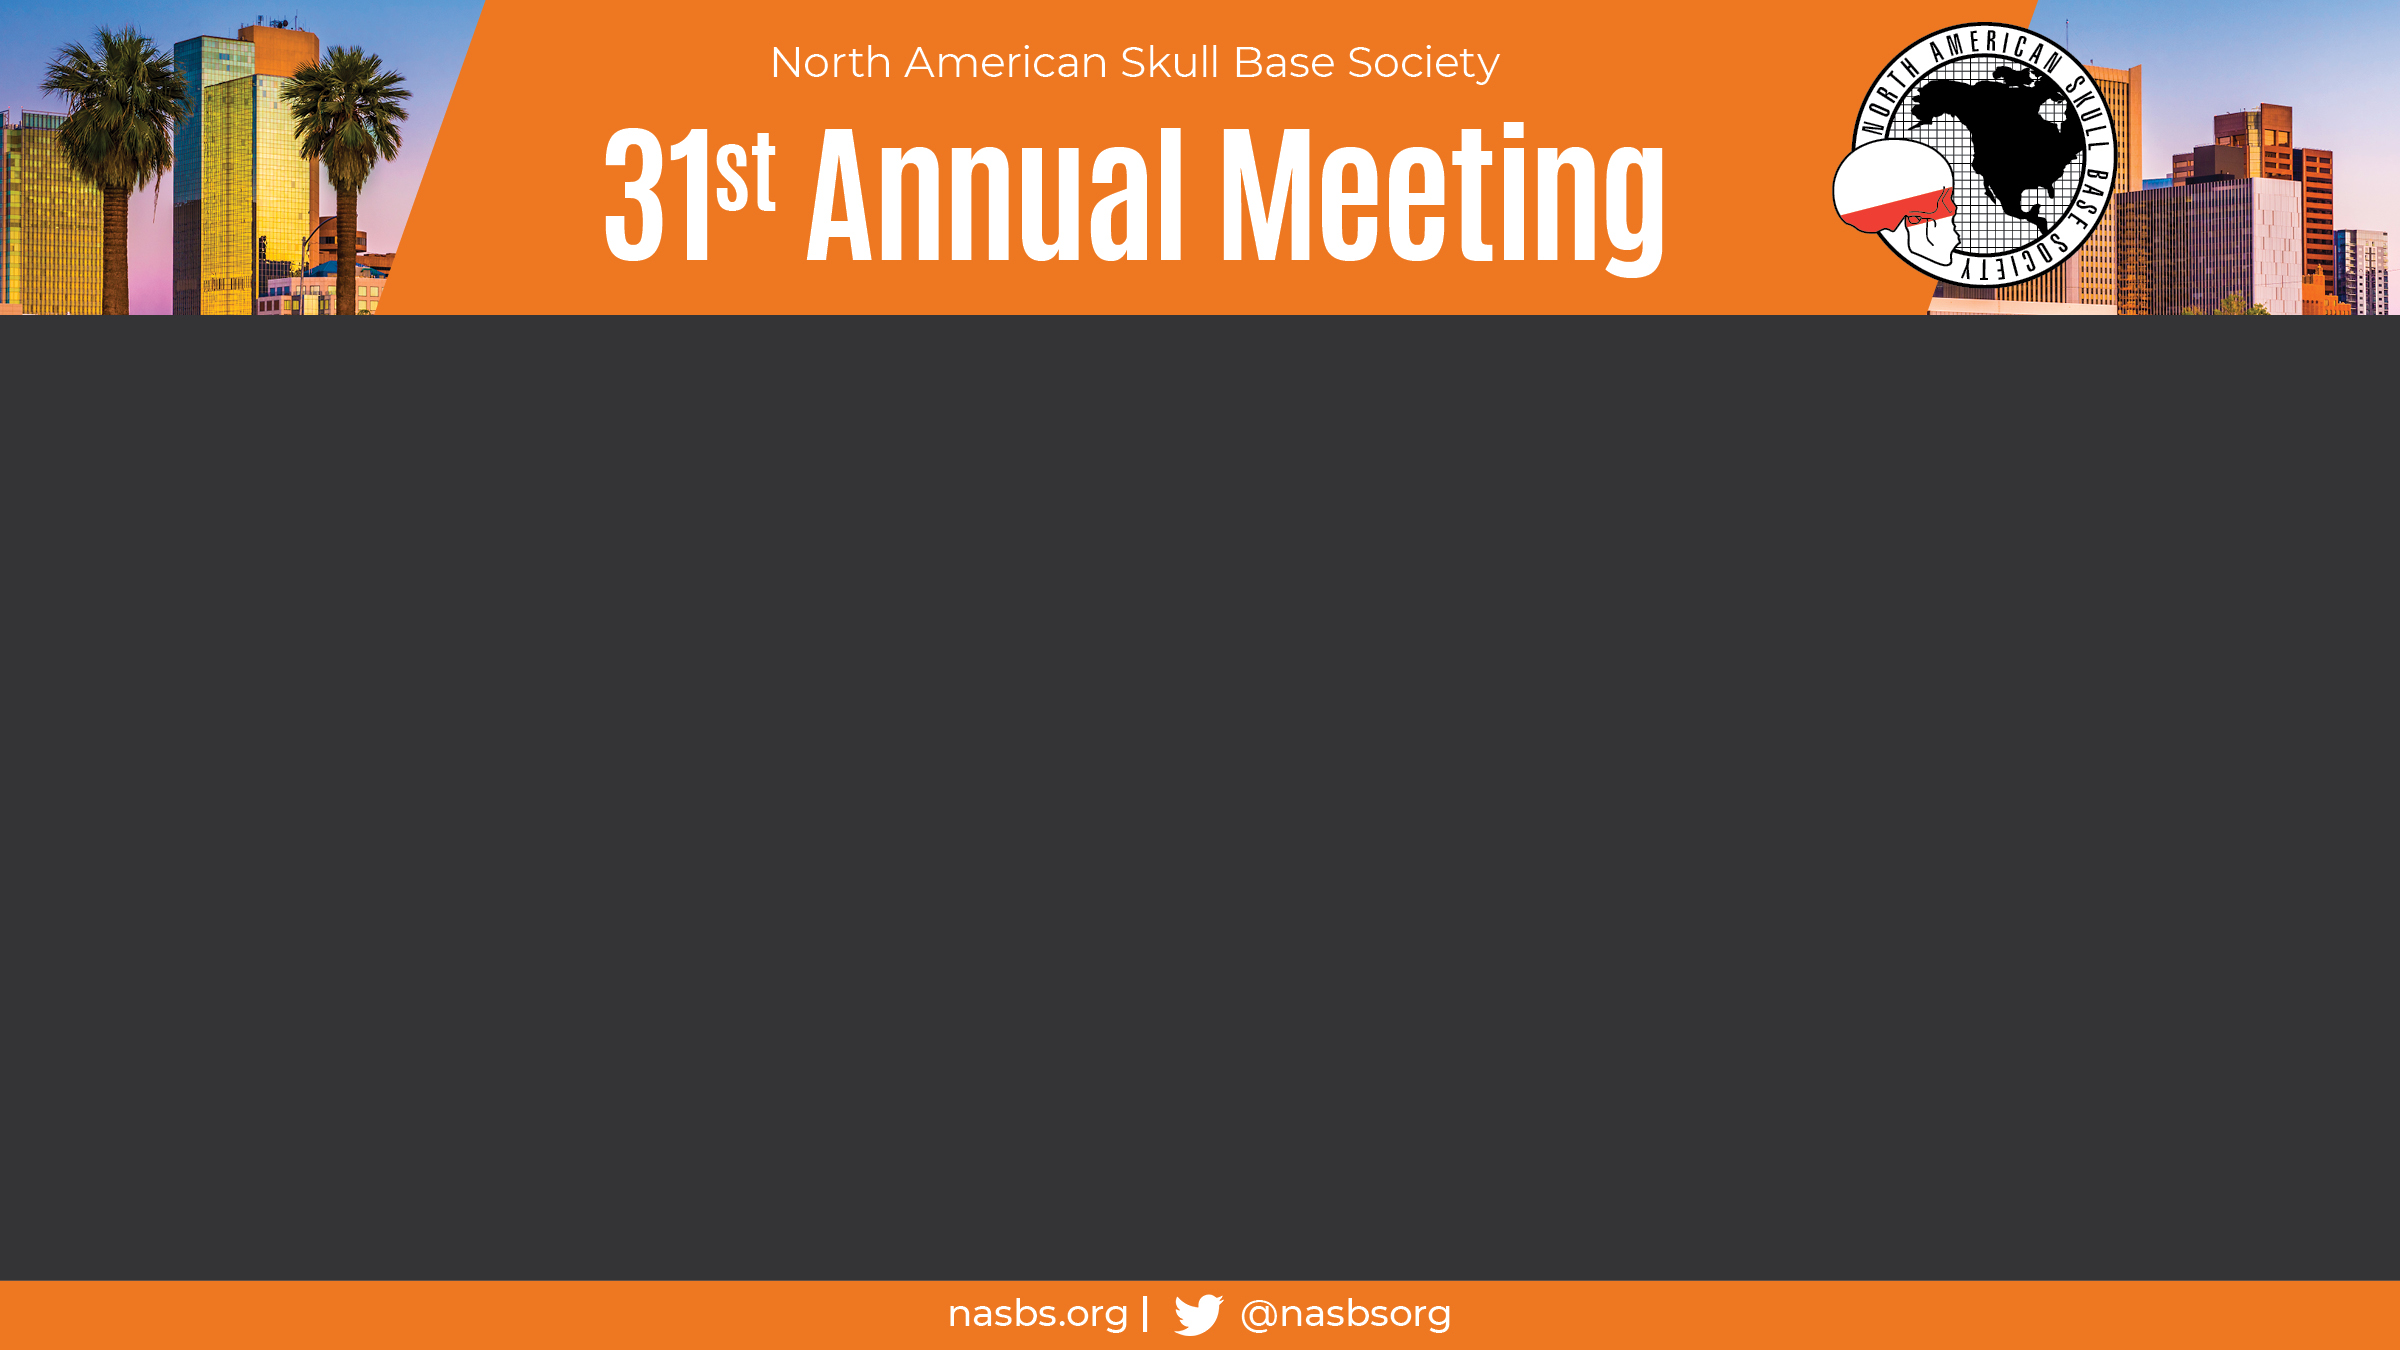 North American Skull Base Society
31st Annual Meeting
NORTH AMERICAN SKULL BASE SOCIETY
nasbs.org | @nasbsorg